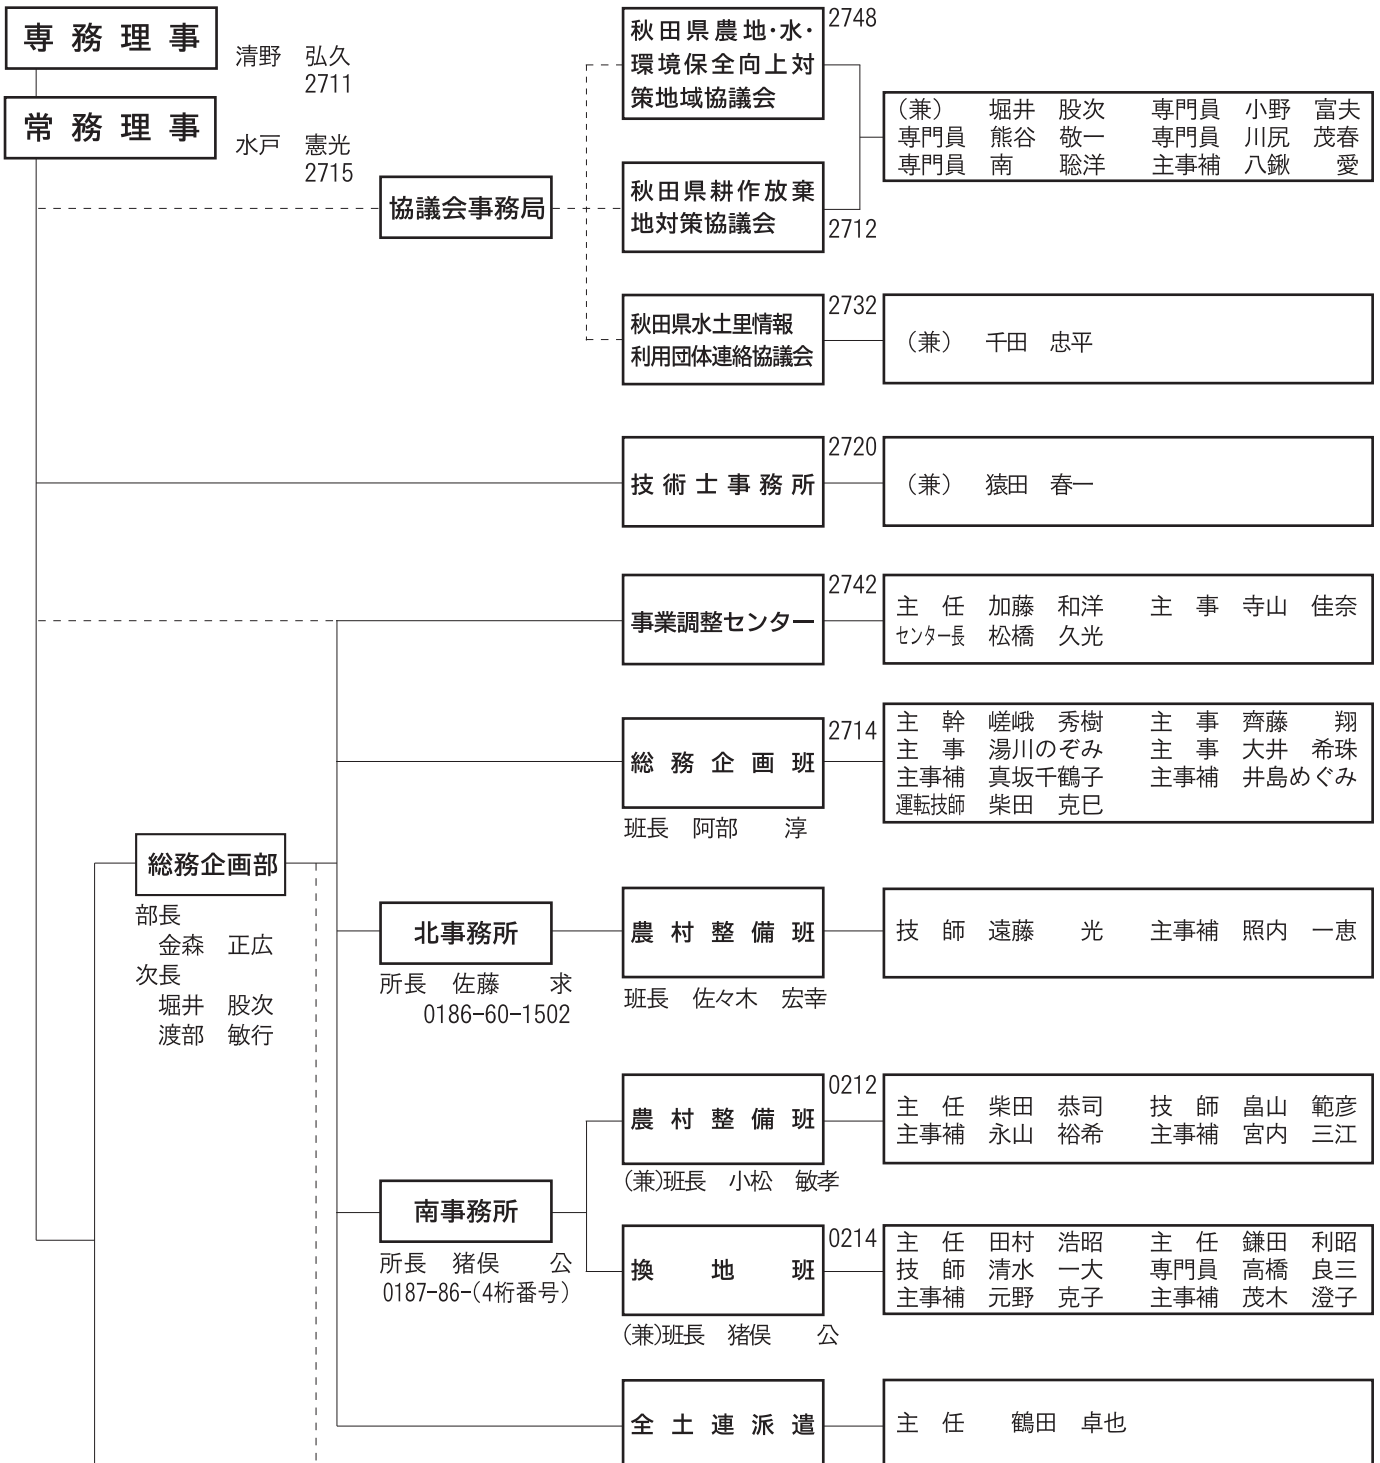 専務理事
清野　弘久
2711
常務理事
水戸　憲光
2715
協議会事務局
秋田県農地・水・
環境保全向上対
策地域協議会
2748
秋田県耕作放棄
地対策協議会
2712
（兼）　堀井　股次　専門員　小野　富夫
専門員　熊谷　敬一　専門員　川尻　茂春
専門員　南　聡洋　主事補　八鍬　愛
秋田県水土里情報
利用団体連絡協議会
2732
（兼）　千田　忠平
技術士事務所
2720
（兼）　猿田　春一
事業調整センター
2742
主　任　加藤　和洋　主　事　寺山　佳奈
センター長　松橋　久光
総務企画班
2714
班長　阿部　淳
主　幹　嵯峨　秀樹　主　事　齊藤　翔
主　事　湯川のぞみ　主　事　大井　希珠
主事補　真坂千鶴子　主事補　井島めぐみ
運転技師　柴田　克巳
総務企画部
部長
金森　正広
次長
堀井　股次
渡部　敏行
北事務所
所長　佐藤　求
0186-60-1502
農村整備班
班長　佐々木　宏幸
技　師　遠藤　光　主事補　照内　一恵
南事務所
所長　猪俣　公
0187-86-（4桁番号）
農村整備班
0212
（兼）班長　小松　敏孝
主　任　柴田　恭司　技　師　畠山　範彦
主事補　永山　裕希　主事補　宮内　三江
換地班
0214
（兼）班長　猪俣　公
主　任　田村　浩昭　主　任　鎌田　利昭
技　師　清水　一大　専門員　高橋　良三
主事補　元野　克子　主事補　茂木　澄子
全土連派遣
主　任　鶴田　卓也